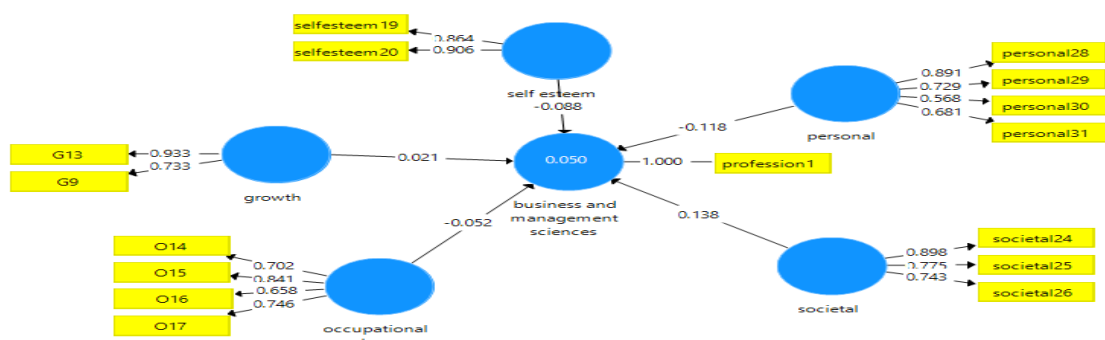 selfesteem19
selfesteem20
0.864
0.906
self esteem
-0.088
personal28
personal29
personal30
personal31
0.891
0.729
0.568
0.681
personal
-0.118
G13
G9
0.933
0.733
growth
0.021
0.050
business and
management
sciences
1.000
profession1
-0.052
0.138
O14
O15
O16
O17
0.702
0.841
0.658
0.746
occupational
societal24
societal25
societal26
0.898
0.775
0.743
societal